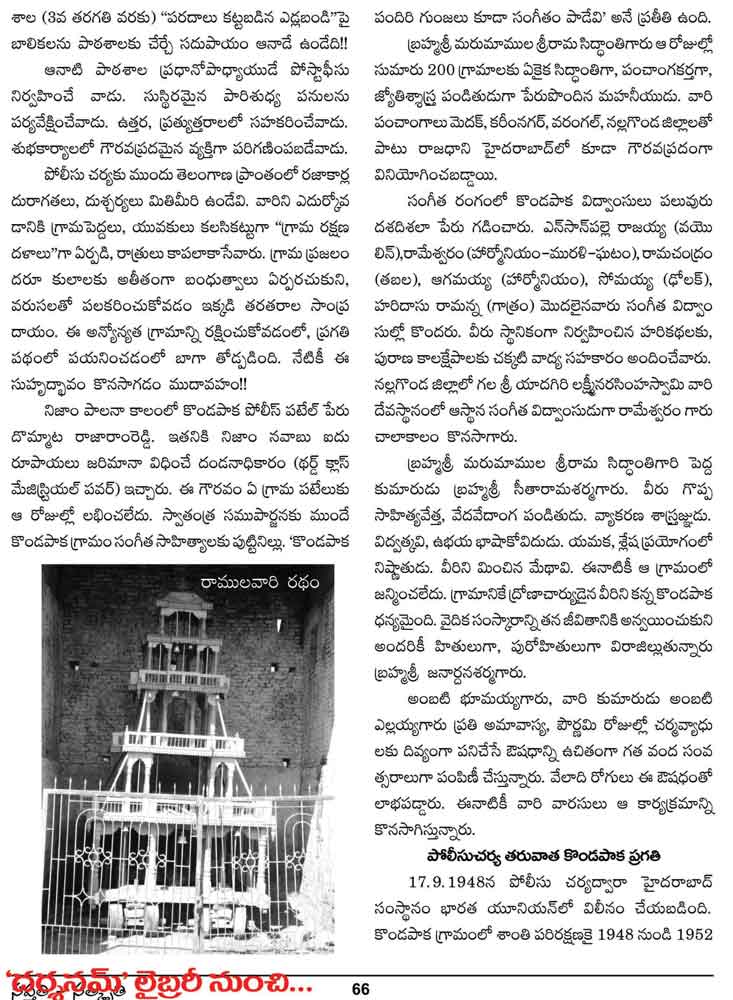 శాల (3వ తరగతి వరకు) “పరదాలు కట్టబడిన ఎడ్లబండి”పై
బాలికలను పాఠశాలకు చేర్చే సదుపాయం ఆనాడే ఉండేది!!
ఆనాటి పాఠశాల ప్రధానోపాధ్యాయుడే పోస్టాఫీసు
నిర్వహించే వాడు. సుస్థిరమైన పారిశుధ్య పనులను
పర్యవేక్షించేవాడు. ఉత్తర, ప్రత్యుత్తరాలలో సహకరించేవాడు.
శుభకార్యాలలో గౌరవప్రదమైన వ్యక్తిగా పరిగణింపబడేవాడు.
పోలీసు చర్యకు ముందు తెలంగాణ ప్రాంతంలో రజాకార్ల
దురాగతలు, దుశ్చర్యలు మితిమీరి ఉండేవి. వారిని ఎదుర్కోవ
డానికి గ్రామపెద్దలు, యువకులు కలసికట్టుగా “గ్రామ రక్షణ
దళాలు”గా ఏర్పడి, రాత్రులు కాపలాకాసేవారు. గ్రామ ప్రజలం
దరూ కులాలకు అతీతంగా బంధుత్వాలు ఏర్పరచుకుని,
వరుసలతో పలకరించుకోవడం ఇక్కడి తరతరాల సాంప్ర
దాయం. ఈ అన్యోన్యత గ్రామాన్ని రక్షించుకోవడంలో, ప్రగతి
పథంలో పయనించడంలో బాగా తోడ్పడింది. నేటికీ ఈ
సుహృద్భావం కొనసాగడం ముదావహం!!
నిజాం పాలనా కాలంలో కొండపాక పోలీస్ పటేల్ పేరు
దొమ్మాట రాజారాంరెడ్డి. ఇతనికి నిజాం నవాబు ఐదు
రూపాయలు జరిమానా విధించే దండనాధికారం (థర్డ్ క్లాస్
మేజిస్ట్రియల్ పవర్) ఇచ్చారు. ఈ గౌరవం ఏ గ్రామ పటేలుకు
ఆ రోజుల్లో లభించలేదు. స్వాతంత్ర సముపార్జనకు ముందే
కొండపాక గ్రామం సంగీత సాహిత్యాలకు పుట్టినిల్లు. ‘కొండపాక
రాములవారి రథం
పందిరి గుంజలు కూడా సంగీతం పాడేవి’ అనే ప్రతీతి ఉంది.
బ్రహ్మశ్రీ మరుమాముల శ్రీరామ సిద్ధాంతిగారు ఆ రోజుల్లో
సుమారు 200 గ్రామాలకు ఏకైక సిద్ధాంతిగా, పంచాంగకర్తగా,
జ్యోతిశ్శాస్త్ర పండితుడుగా పేరుపొందిన మహనీయుడు. వారి
పంచాంగాలు మెదక్, కరీంనగర్, వరంగల్, నల్లగొండ జిల్లాలతో
పాటు రాజధాని హైదరాబాద్‌లో కూడా గౌరవప్రదంగా
వినియోగించబడ్డాయి.
సంగీత రంగంలో కొండపాక విద్వాంసులు పలువురు
దశదిశలా పేరు గడించారు. ఎన్‌సాన్‌పల్లె రాజయ్య (వయొ
లిన్),రామేశ్వరం (హార్మోనియం-మురళి-ఘటం), రామచంద్రం
(తబల), ఆగమయ్య (హార్మోనియం), సోమయ్య (ఢోలక్),
హరిదాసు రామన్న (గాత్రం) మొదలైనవారు సంగీత విద్వాం
సుల్లో కొందరు. వీరు స్థానికంగా నిర్వహించిన హరికథలకు,
పురాణ కాలక్షేపాలకు చక్కటి వాద్య సహకారం అందించేవారు.
నల్లగొండ జిల్లాలో గల శ్రీ యాదగిరి లక్ష్మీనరసింహస్వామి వారి
దేవస్థానంలో ఆస్థాన సంగీత విద్వాంసుడుగా రామేశ్వరం గారు
చాలాకాలం కొనసాగారు.
బ్రహ్మశ్రీ మరుమాముల శ్రీరామ సిద్ధాంతిగారి పెద్ద
కుమారుడు బ్రహ్మశ్రీ సీతారామశర్మగారు. వీరు గొప్ప
సాహిత్యవేత్త, వేదవేదాంగ పండితుడు. వ్యాకరణ శాస్త్రజ్ఞుడు.
విద్వత్కవి, ఉభయ భాషాకోవిదుడు. యమక, శ్లేష ప్రయోగంలో
నిష్ణాతుడు. వీరిని మించిన మేథావి. ఈనాటికీ ఆ గ్రామంలో
జన్మించలేదు. గ్రామానికే ద్రోణాచార్యుడైన వీరిని కన్న కొండపాక
ధన్యమైంది. వైదిక సంస్కారాన్ని తన జీవితానికి అన్వయించుకుని
అందరికీ హితులుగా, పురోహితులుగా విరాజిల్లుతున్నారు
బ్రహ్మశ్రీ జనార్దనశర్మగారు.
అంబటి భూమయ్యగారు, వారి కుమారుడు అంబటి
ఎల్లయ్యగారు ప్రతి అమావాస్య, పౌర్ణమి రోజుల్లో చర్మవ్యాధు
లకు దివ్యంగా పనిచేసే ఔషధాన్ని ఉచితంగా గత వంద సంవ
త్సరాలుగా పంపిణీ చేస్తున్నారు. వేలాది రోగులు ఈ ఔషధంతో
లాభపడ్డారు. ఈనాటికీ వారి వారసులు ఆ కార్యక్రమాన్ని
కొనసాగిస్తున్నారు.
పోలీసుచర్య తరువాత కొండపాక ప్రగతి
17.9.1948న పోలీసు చర్యద్వారా హైదరాబాద్
సంస్థానం భారత యూనియన్‌లో విలీనం చేయబడింది.
కొండపాక గ్రామంలో శాంతి పరిరక్షణకై 1948 నుండి 1952
‘దర్శనమ్’ లైబ్రరీ నుంచి...
66